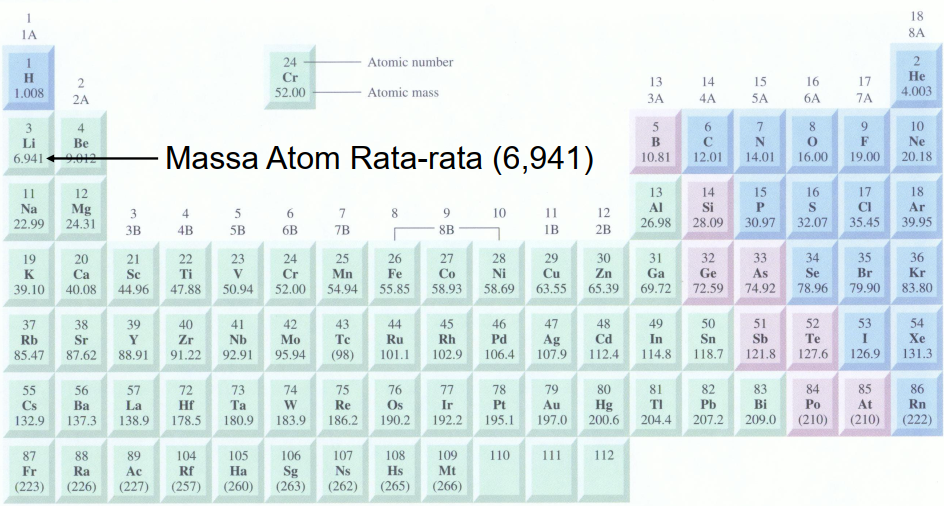 1 18
1A 8A
1 24 Atomic number 2
H 2 Cr 13 14 15 16 17 He
1.008 2A 52.00 Atomic mass 3A 4A 5A 6A 7A 4.003
3 4 5 6 7 8 9 10
Li Be B C N O F Ne
6.941 9.012 Massa Atom Rata-rata (6,941) 10.81 12.01 14.01 16.00 19.00 20.18
11 12 13 14 15 16 17 18
Na Mg 3 4 5 6 7 8 9 10 11 12 Al Si P S Cl Ar
22.99 24.31 3B 4B 5B 6B 7B 8B 1B 2B 26.98 28.09 30.97 32.07 35.45 39.95
19 20 21 22 23 24 25 26 27 28 29 30 31 32 33 34 35 36
K Ca Sc Ti V Cr Mn Fe Co Ni Cu Zn Ga Ge As Se Br Kr
39.10 40.08 44.96 47.88 50.94 52.00 54.94 55.85 58.93 58.69 63.55 65.39 69.72 72.59 74.92 78.96 79.90 83.80
37 38 39 40 41 42 43 44 45 46 47 48 49 50 51 52 53 54
Rb Sr Y Zr Nb Mo Tc Ru Rh Pd Ag Cd In Sn Sb Te I Xe
85.47 87.62 88.91 91.22 92.91 95.94 (98) 101.1 102.9 106.4 107.9 112.4 114.8 118.7 121.8 127.6 126.9 131.3
55 56 57 72 73 74 75 76 77 78 79 80 81 82 83 84 85 86
Cs Ba La Hf Ta W Re Os Ir Pt Au Hg Tl Pb Bi Po At Rn
132.9 137.3 138.9 178.5 180.9 183.9 186.2 190.2 192.2 195.1 197.0 200.6 204.4 207.2 209.0 (210) (210) (222)
87 88 89 104 105 106 107 108 109 110 111 112
Fr Ra Ac Rf Ha Sg Ns Hs Mt
(223) (226) (227) (257) (260) (263) (262) (265) (266)